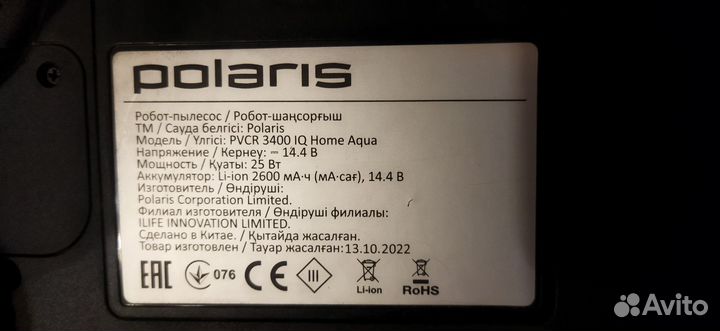 polaris
Робот-пылесос / Робот-шаңсорғыш
ТМ / Сауда белгісі: Polaris
Модель / Үлгісі: PVCR 3400 IQ Home Aqua
Напряжение / Кернеу: ⎓ 14.4 В
Мощность / Қуаты: 25 Вт
Аккумулятор: Li-ion 2600 мА·ч (мА·сағ), 14.4 В
Изготовитель / Өндіруші:
Polaris Corporation Limited.
Филиал изготовителя / Өндіруші филиалы:
ILIFE INNOVATION LIMITED.
Сделано в Китае. / Қытайда жасалған.
Товар изготовлен / Тауар жасалған:13.10.2022
EAC 076 CE III Li-ion RoHS
Avito